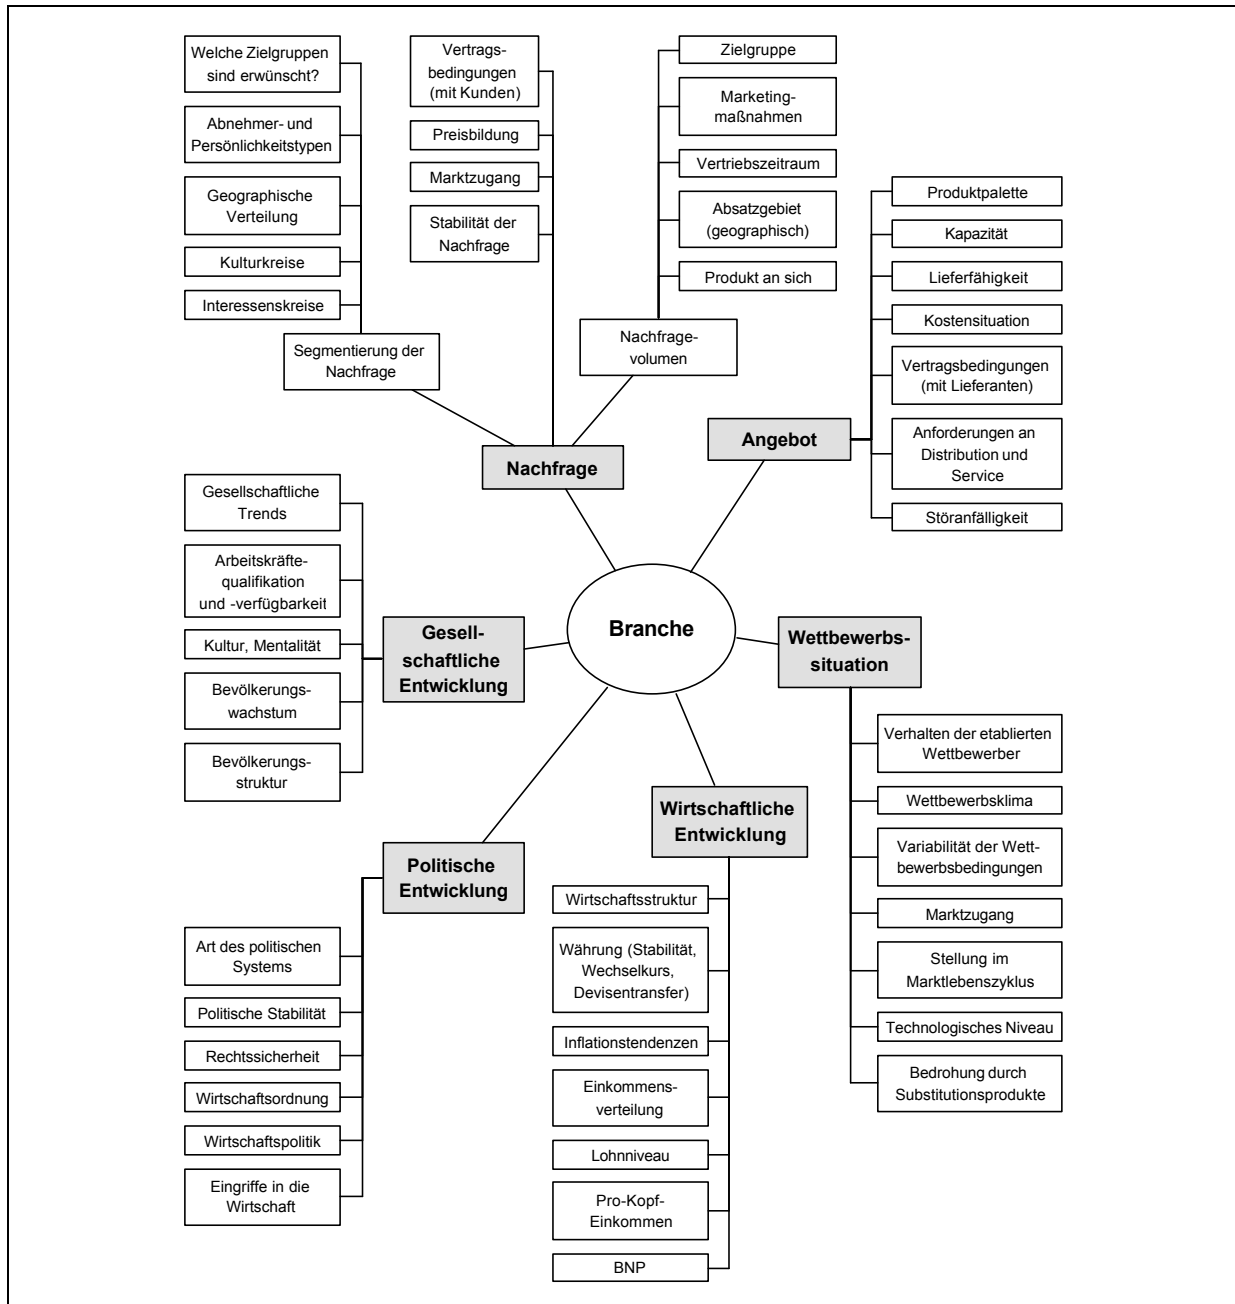 Welche Zielgruppen
sind erwünscht?
Abnehmer- und
Persönlichkeitstypen
Geographische
Verteilung
Kulturkreise
Interessenskreise
Segmentierung der
Nachfrage
Vertrags-
bedingungen
(mit Kunden)
Preisbildung
Marktzugang
Stabilität der
Nachfrage
Zielgruppe
Marketing-
maßnahmen
Vertriebszeitraum
Absatzgebiet
(geographisch)
Produkt an sich
Nachfrage-
volumen
Nachfrage
Produktpalette
Kapazität
Lieferfähigkeit
Kostensituation
Vertragsbedingungen
(mit Lieferanten)
Anforderungen an
Distribution und
Service
Störanfälligkeit
Angebot
Gesellschaftliche
Trends
Arbeitskräfte-
qualifikation
und -verfügbarkeit
Kultur, Mentalität
Bevölkerungs-
wachstum
Bevölkerungs-
struktur
Gesell-
schaftliche
Entwicklung
Branche
Wettbewerbs-
situation
Verhalten der etablierten
Wettbewerber
Wettbewerbsklima
Variabilität der Wett-
bewerbsbedingungen
Marktzugang
Stellung im
Marktlebenszyklus
Technologisches Niveau
Bedrohung durch
Substitutionsprodukte
Wirtschaftliche
Entwicklung
Wirtschaftsstruktur
Währung (Stabilität,
Wechselkurs,
Devisentransfer)
Inflationstendenzen
Einkommens-
verteilung
Lohnniveau
Pro-Kopf-
Einkommen
BNP
Politische
Entwicklung
Art des politischen
Systems
Politische Stabilität
Rechtssicherheit
Wirtschaftsordnung
Wirtschaftspolitik
Eingriffe in die
Wirtschaft